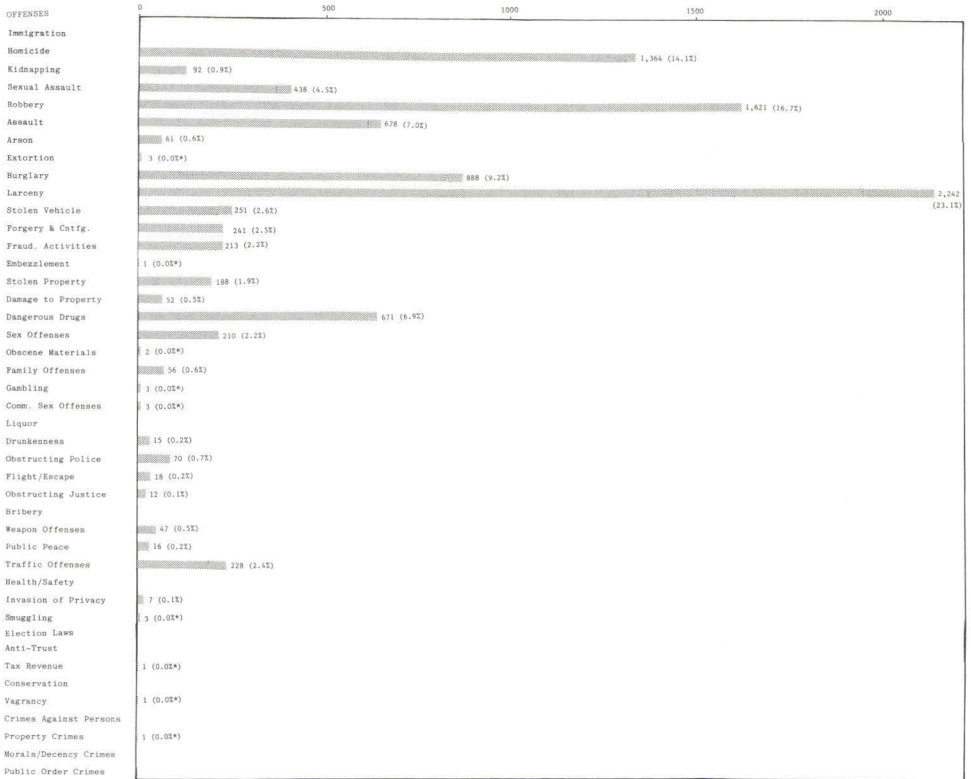 OFFENSES 0 500 1000 1500 2000
Immigration
Homicide 1,364 (14.1%)
Kidnapping 92 (0.9%)
Sexual Assault 438 (4.5%)
Robbery 1,621 (16.7%)
Assault 678 (7.0%)
Arson 61 (0.6%)
Extortion 3 (0.0%*)
Burglary 888 (9.2%)
Larceny 2,242
(23.1%)
Stolen Vehicle 251 (2.6%)
Forgery & Cntfg. 241 (2.5%)
Fraud. Activities 213 (2.2%)
Embezzlement 1 (0.0%*)
Stolen Property 188 (1.9%)
Damage to Property 52 (0.5%)
Dangerous Drugs 671 (6.9%)
Sex Offenses 210 (2.2%)
Obscene Materials 2 (0.0%*)
Family Offenses 56 (0.6%)
Gambling 3 (0.0%*)
Comm. Sex Offenses 3 (0.0%*)
Liquor
Drunkenness 15 (0.2%)
Obstructing Police 70 (0.7%)
Flight/Escape 18 (0.2%)
Obstructing Justice 12 (0.1%)
Bribery
Weapon Offenses 47 (0.5%)
Public Peace 16 (0.2%)
Traffic Offenses 228 (2.4%)
Health/Safety
Invasion of Privacy 7 (0.1%)
Smuggling 3 (0.0%*)
Election Laws
Anti-Trust
Tax Revenue 1 (0.0%*)
Conservation
Vagrancy 1 (0.0%*)
Crimes Against Persons
Property Crimes 1 (0.0%*)
Morals/Decency Crimes
Public Order Crimes